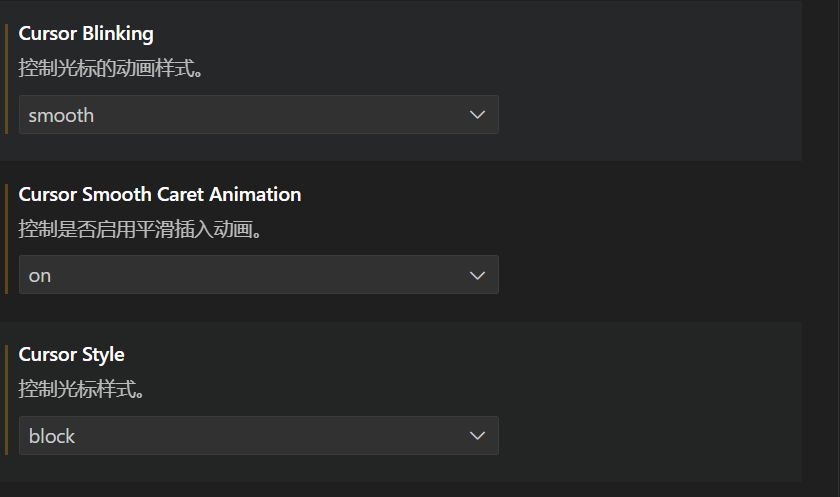 Cursor Blinking
控制光标的动画样式。
smooth
Cursor Smooth Caret Animation
控制是否启用平滑插入动画。
on
Cursor Style
控制光标样式。
block